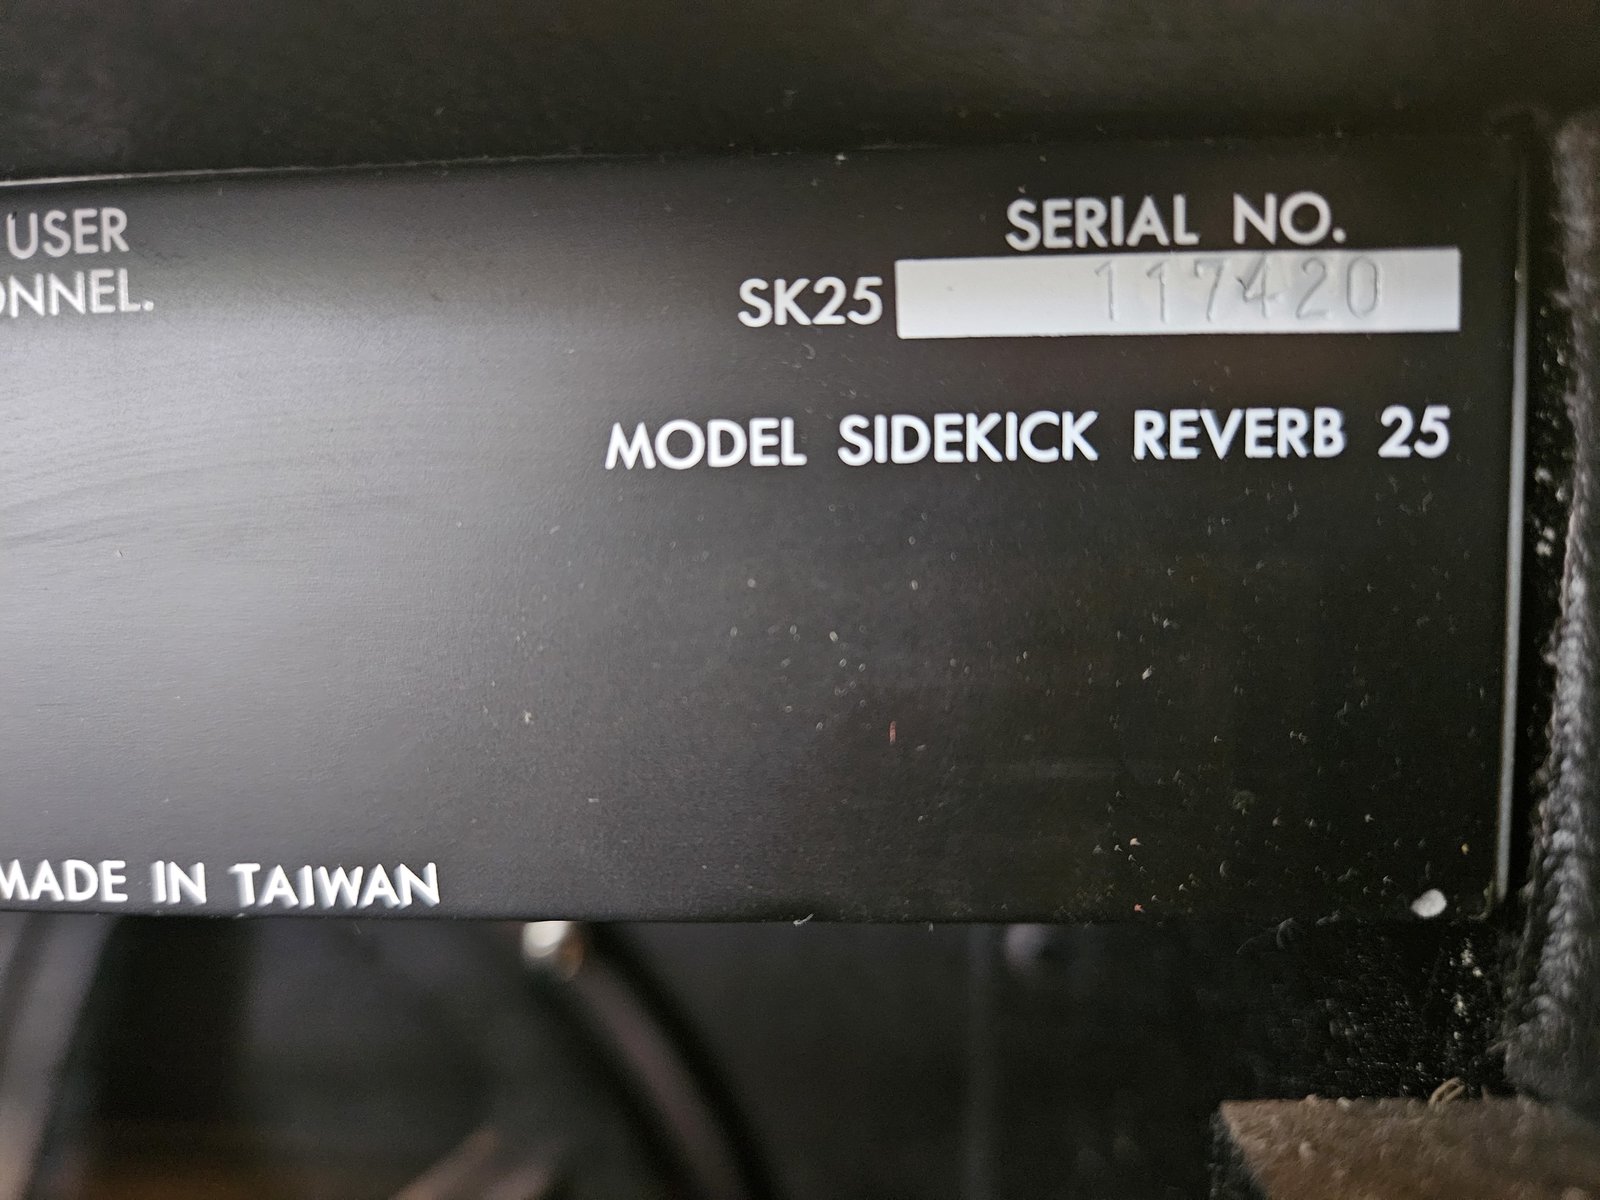 USER
SERIAL NO.
ONNEL.
SK25 117420
MODEL SIDEKICK REVERB 25
MADE IN TAIWAN